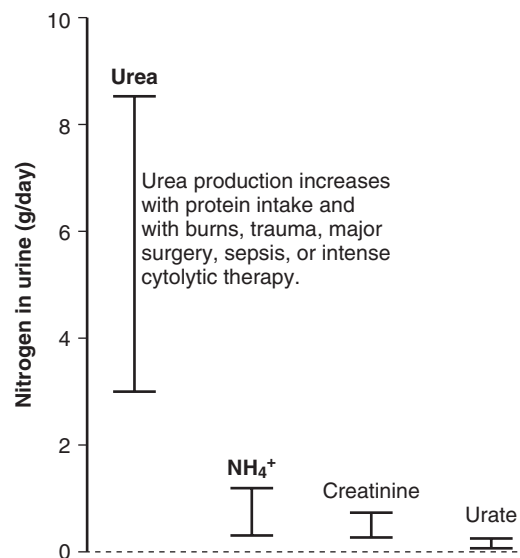 10
Urea
8
Urea production increases
with protein intake and
with burns, trauma, major
surgery, sepsis, or intense
cytolytic therapy.
6
4
2
0
Nitrogen in urine (g/day)
NH₄⁺
Creatinine
Urate